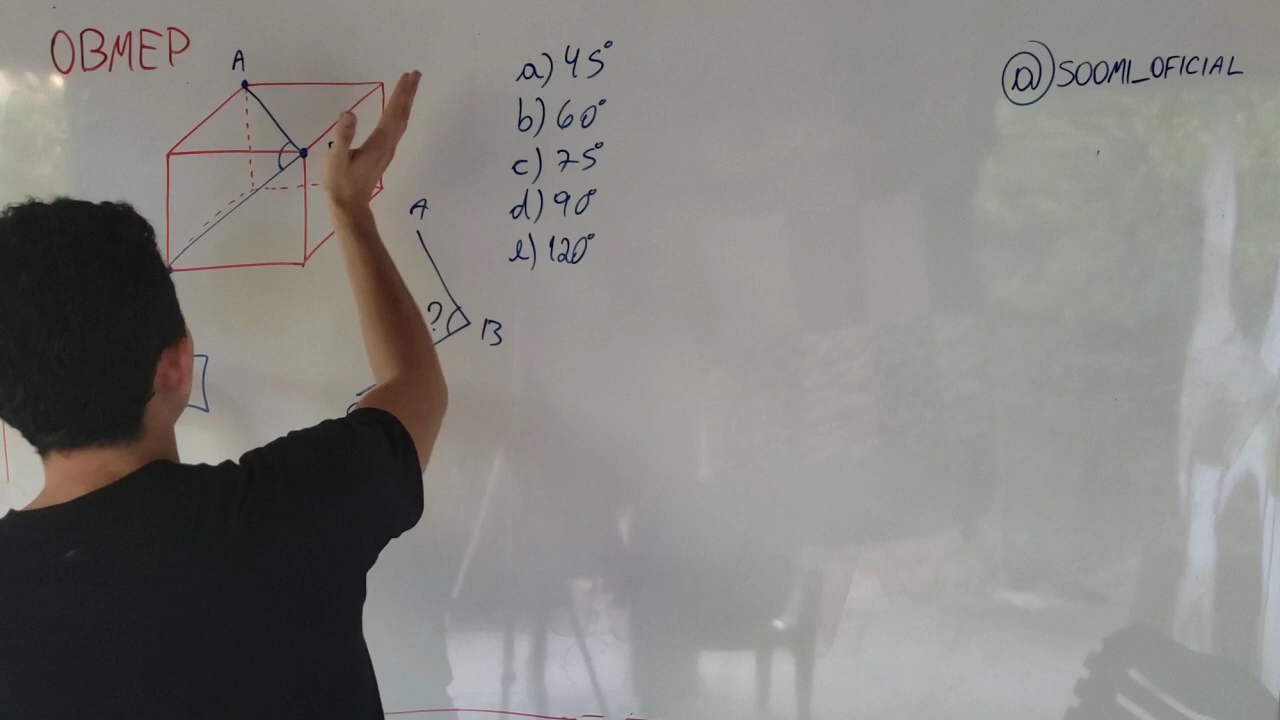 OBMEP
A
a) 45°
b) 60°
c) 75°
d) 90°
e) 120°
A
? B
@SOOMI_OFICIAL